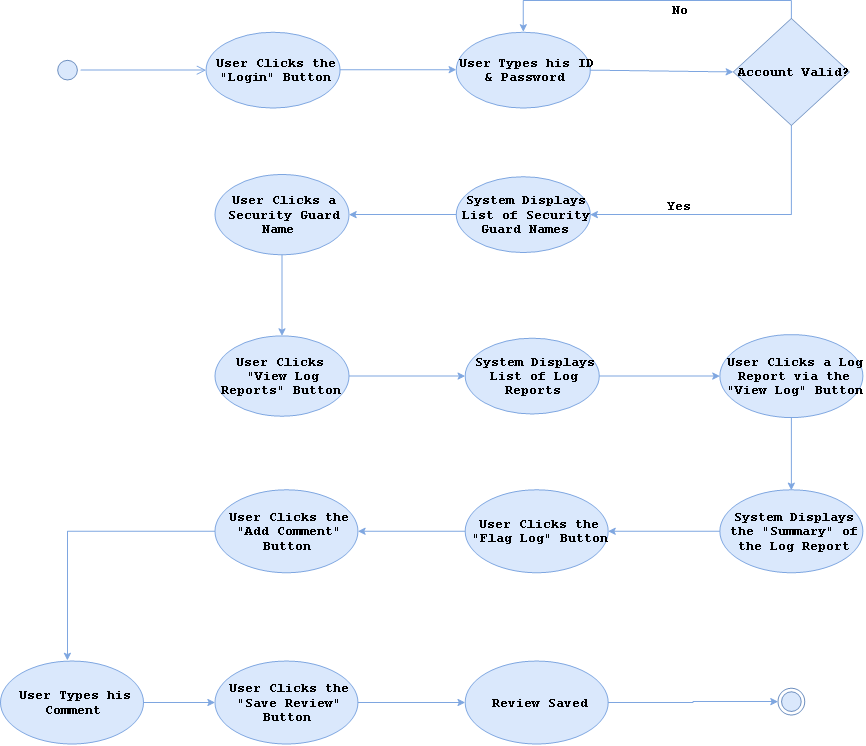 No
User Clicks the
"Login" Button
User Types his ID
& Password
Account Valid?
Yes
User Clicks a
Security Guard
Name
System Displays
List of Security
Guard Names
User Clicks
"View Log
Reports" Button
System Displays
List of Log
Reports
User Clicks a Log
Report via the
"View Log" Button
User Clicks the
"Add Comment"
Button
User Clicks the
"Flag Log" Button
System Displays
the "Summary" of
the Log Report
User Types his
Comment
User Clicks the
"Save Review"
Button
Review Saved